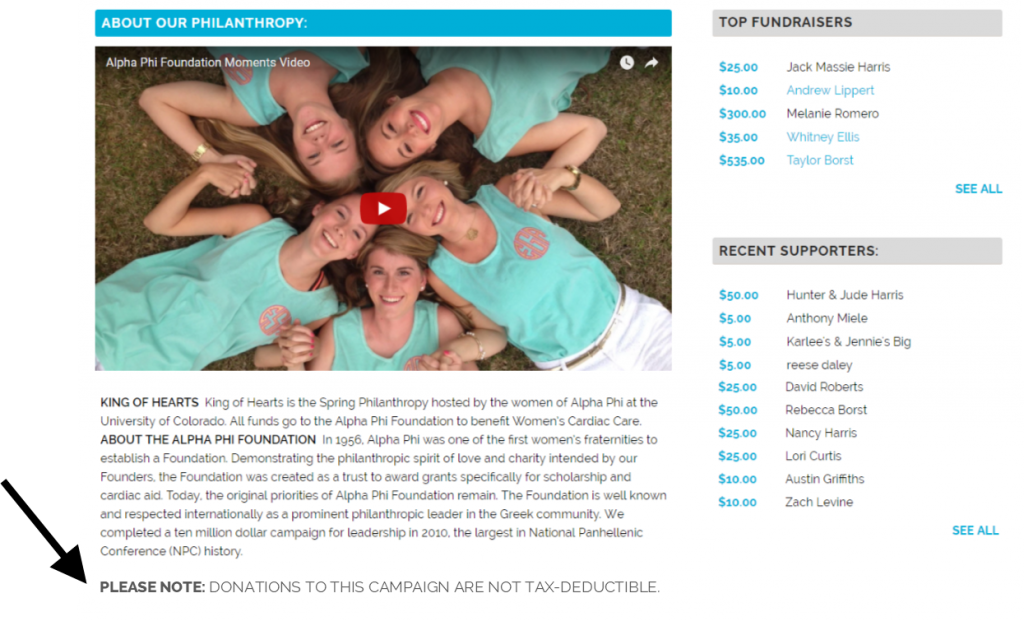 ABOUT OUR PHILANTHROPY:
Alpha Phi Foundation Moments Video
KING OF HEARTS King of Hearts is the Spring Philanthropy hosted by the women of Alpha Phi at the
University of Colorado. All funds go to the Alpha Phi Foundation to benefit Women's Cardiac Care.
ABOUT THE ALPHA PHI FOUNDATION In 1956, Alpha Phi was one of the first women's fraternities to
establish a Foundation. Demonstrating the philanthropic spirit of love and charity intended by our
Founders, the Foundation was created as a trust to award grants specifically for scholarship and
cardiac aid. Today, the original priorities of Alpha Phi Foundation remain. The Foundation is well known
and respected internationally as a prominent philanthropic leader in the Greek community. We
completed a ten million dollar campaign for leadership in 2010, the largest in National Panhellenic
Conference (NPC) history.
PLEASE NOTE: DONATIONS TO THIS CAMPAIGN ARE NOT TAX-DEDUCTIBLE.
TOP FUNDRAISERS
$25.00 Jack Massie Harris
$10.00 Andrew Lippert
$300.00 Melanie Romero
$35.00 Whitney Ellis
$535.00 Taylor Borst
SEE ALL
RECENT SUPPORTERS:
$50.00 Hunter & Jude Harris
$5.00 Anthony Miele
$5.00 Karlee's & Jennie's Big
$5.00 reese daley
$25.00 David Roberts
$50.00 Rebecca Borst
$25.00 Nancy Harris
$25.00 Lori Curtis
$10.00 Austin Griffiths
$10.00 Zach Levine
SEE ALL